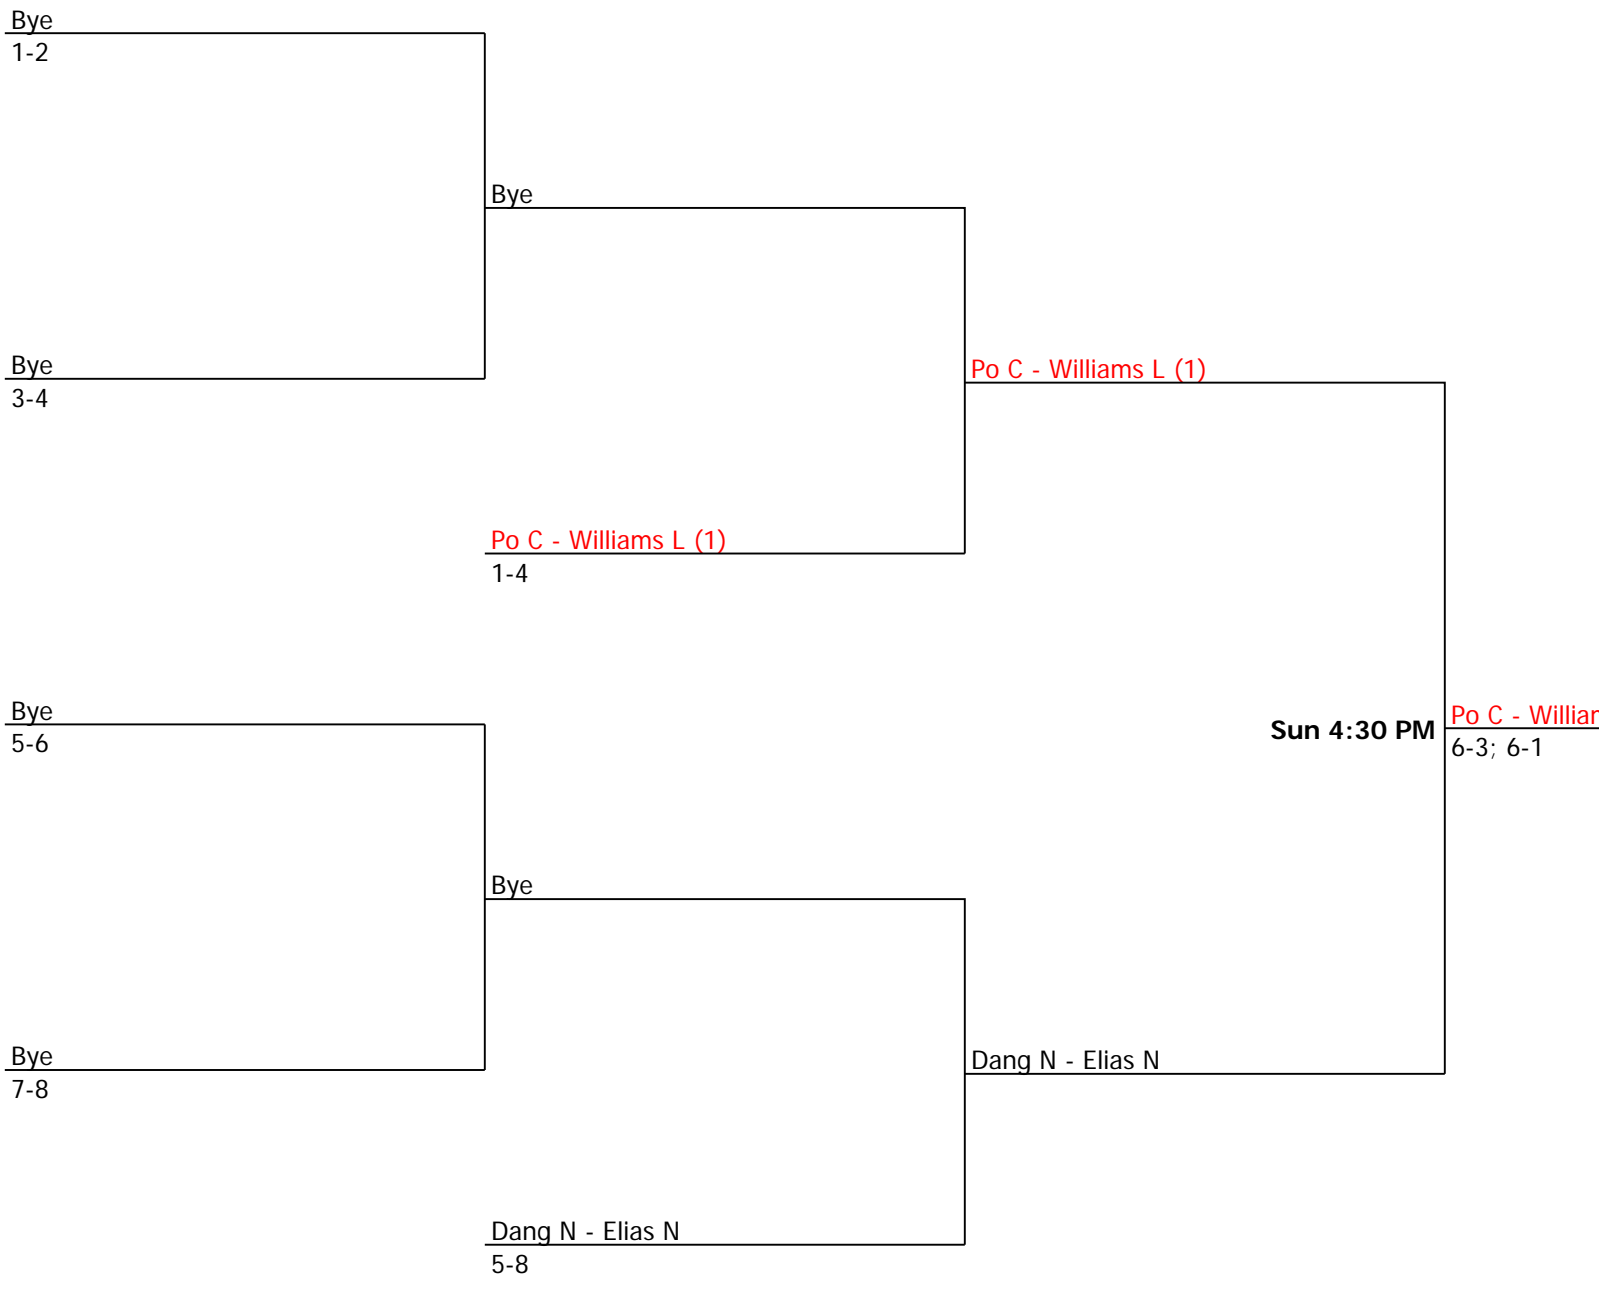 Bye
1-2
Bye
Bye
3-4
Po C - Williams L (1)
Po C - Williams L (1)
1-4
Bye
5-6
Sun 4:30 PM
Po C -
6-3; 6-1
Bye
Bye
7-8
Dang N - Elias N
Dang N - Elias N
5-8